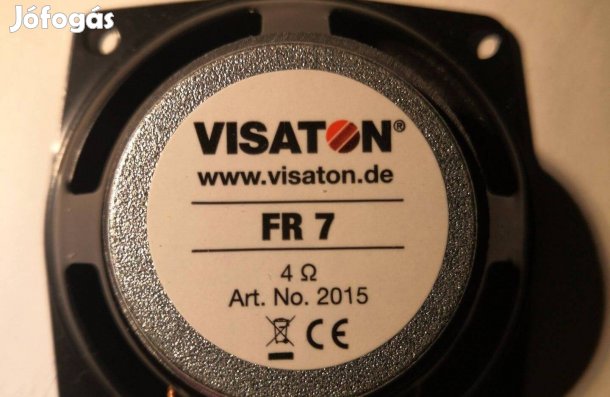 Jófogás
VISATON®
www.visaton.de
FR 7
4 Ω
Art. No. 2015
CE